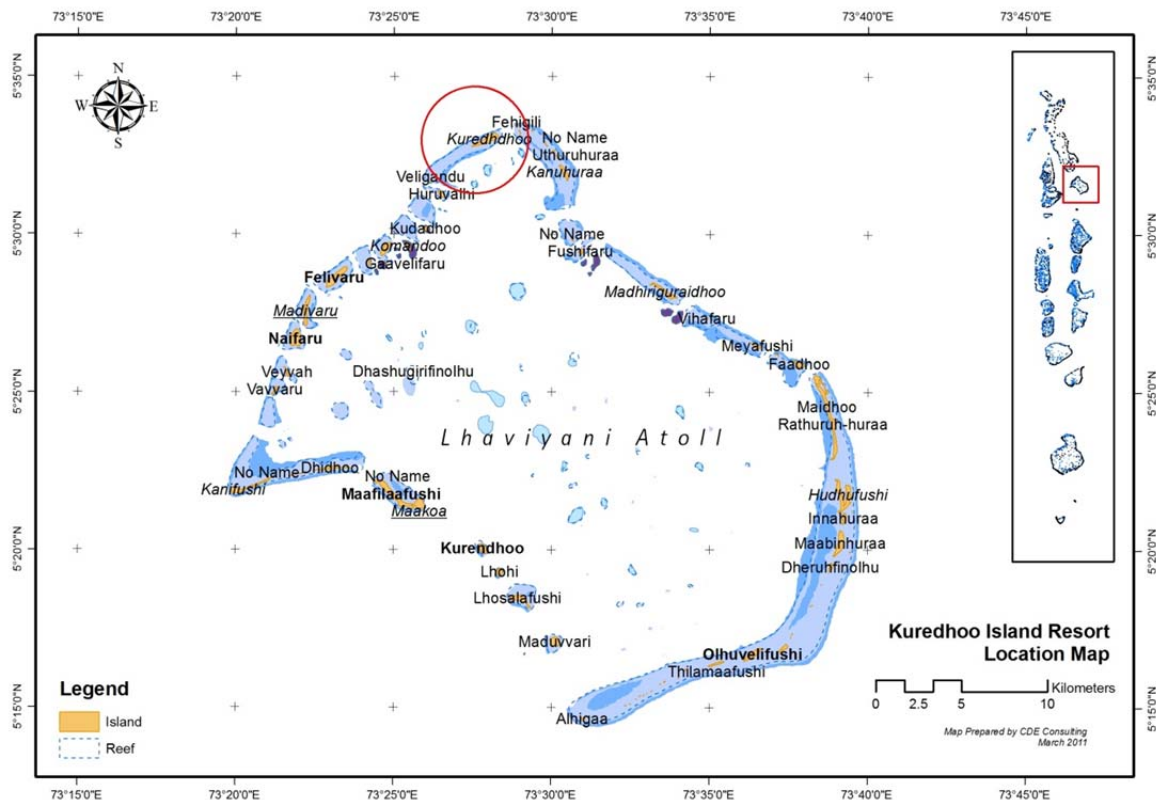 73°15'0"E 73°20'0"E 73°25'0"E 73°30'0"E 73°35'0"E 73°40'0"E 73°45'0"E
N
W E
S
5°35'0"N 5°35'0"N
Fehigili
Kuredhdhoo
No Name
Uthuruhuraa
Kanuhuraa
Veligandu
Huruvalhi
5°30'0"N 5°30'0"N
Kudadhoo
No Name
Komandoo
Fushifaru
Gaavelifaru
Felivaru
Madhiriguraidhoo
Madivaru
Vihafaru
Naifaru
Meyafushi
Faadhoo
Veyvah
Dhashugirifinolhu
Vavvaru
5°25'0"N 5°25'0"N
Maidhoo
Rathuruh-huraa
Lhaviyani Atoll
Dhidhoo
No Name
No Name
Kanifushi
Maafilaafushi
Hudhufushi
Maakoa
Innahuraa
5°20'0"N 5°20'0"N
Kurendhoo
Maabinhuraa
Lhohi
Dheruhfinolhu
Lhosalafushi
Maduvvari
Olhuvelifushi
Thilamaafushi
Kuredhoo Island Resort
Location Map
Legend
Island
Reef
Kilometers
0 2.5 5 10
5°15'0"N 5°15'0"N
Alhigaa
Map Prepared by CDE Consulting
March 2011
73°15'0"E 73°20'0"E 73°25'0"E 73°30'0"E 73°35'0"E 73°40'0"E 73°45'0"E